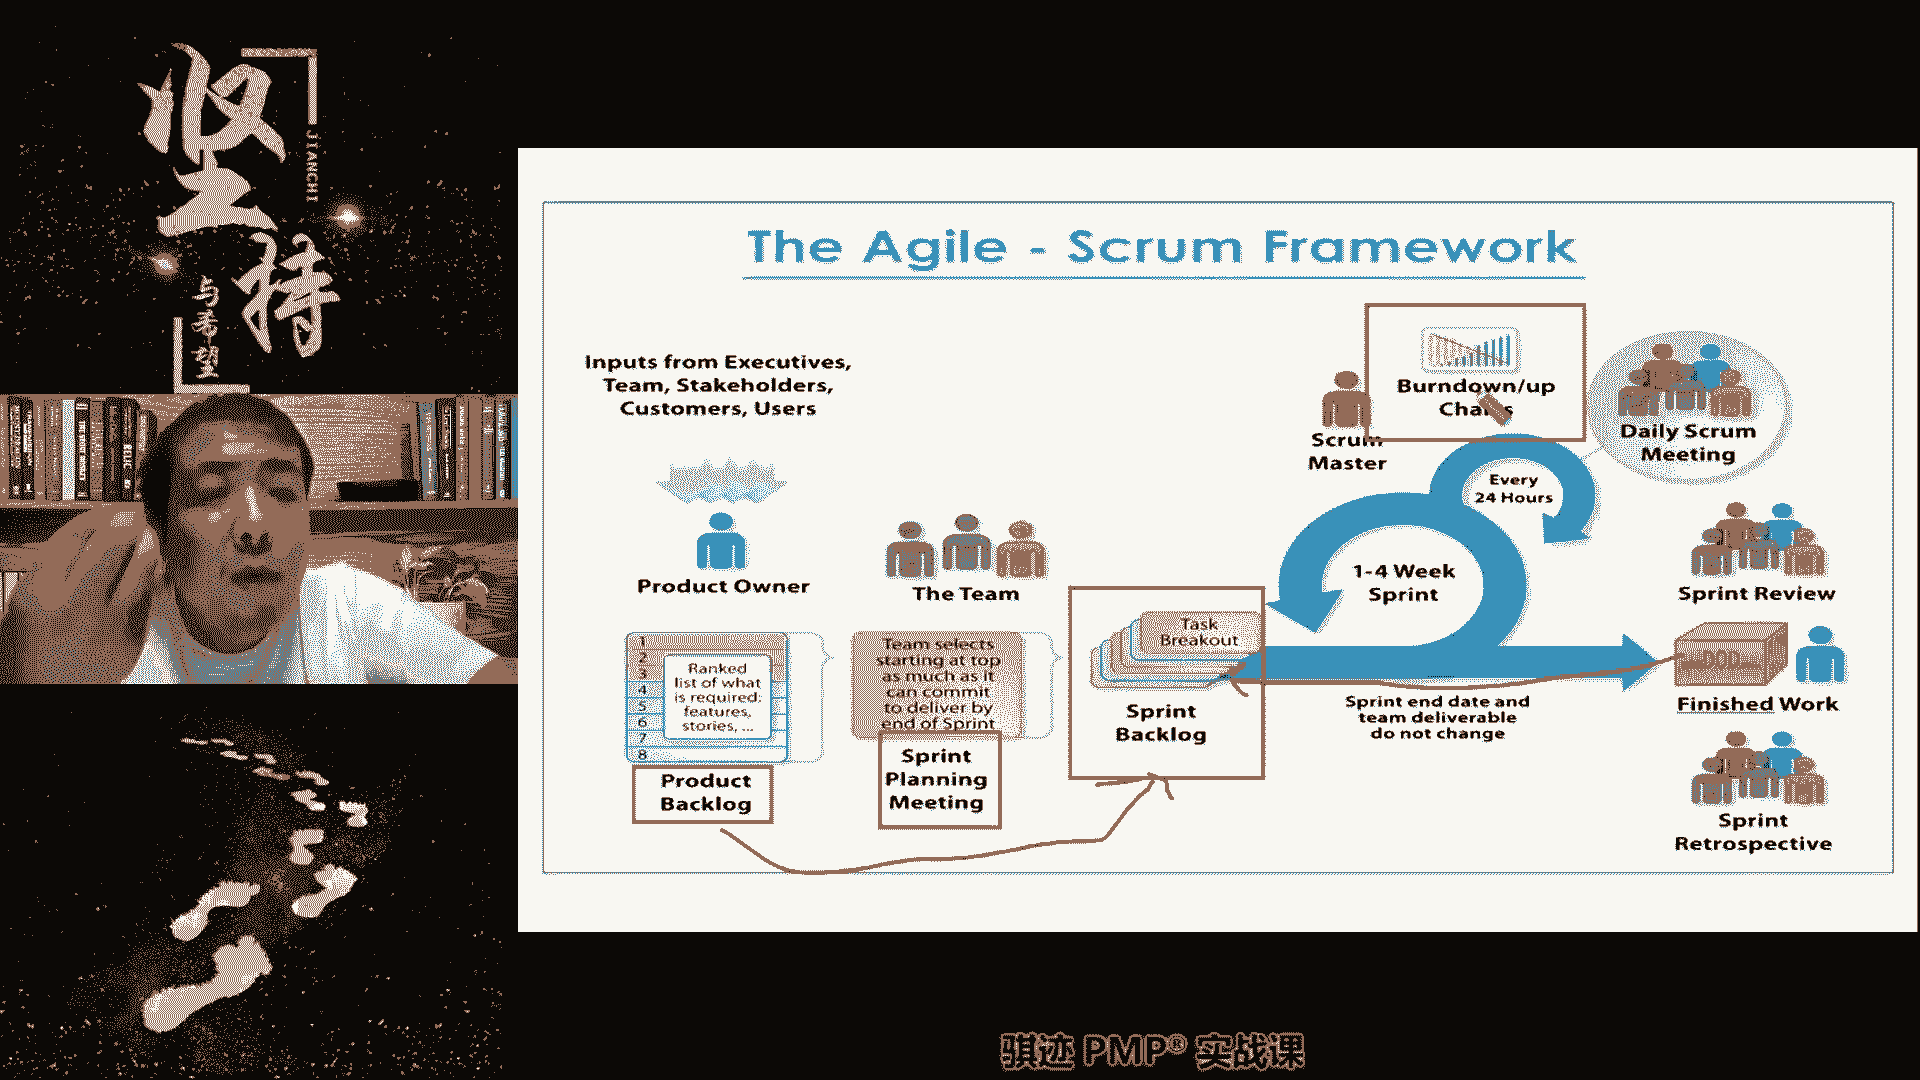 坚持
JIANCHI
与希望
The Agile - Scrum Framework
Inputs from Executives,
Team, Stakeholders,
Customers, Users
Product Owner
The Team
1
2
3
4
5
6
7
8
Ranked
list of what
is required:
features,
stories, ...
Product
Backlog
Team selects
starting at top
as much as it
can commit
to deliver by
end of Sprint
Sprint
Planning
Meeting
Task
Breakout
Sprint
Backlog
Scrum
Master
Burndown/up
Charts
Every
24 Hours
Daily Scrum
Meeting
1-4 Week
Sprint
Sprint end date and
team deliverable
do not change
Sprint Review
DOD
Finished Work
Sprint
Retrospective
骐迹 PMP® 实战课